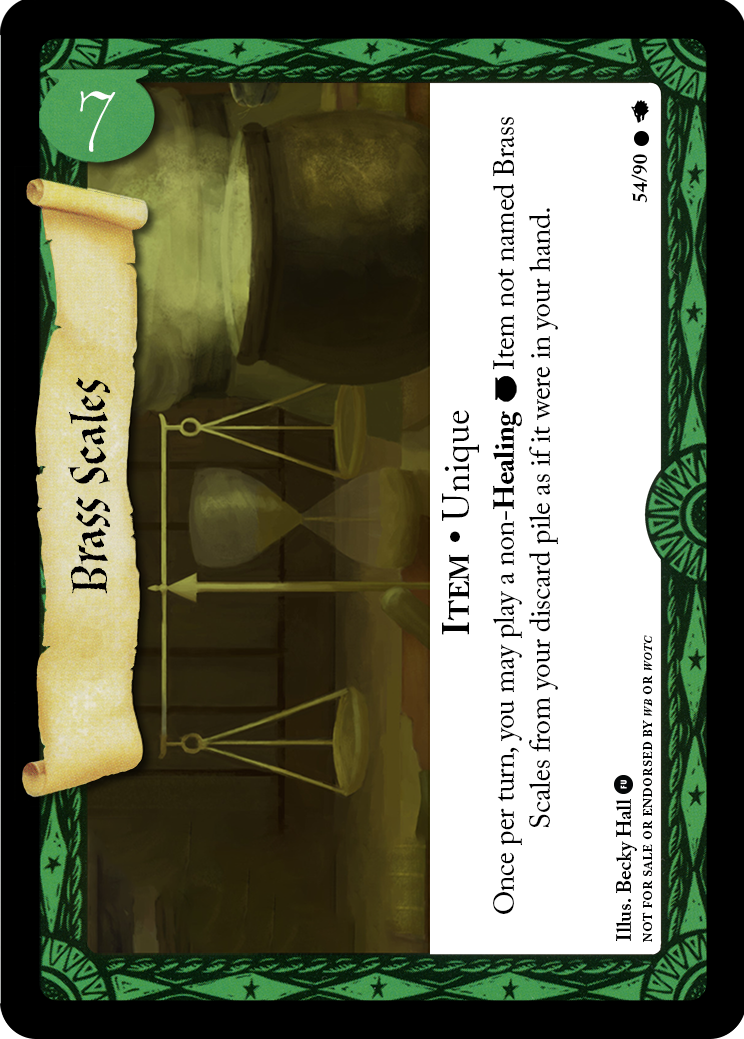 7
Brass Scales
ITEM • Unique
Once per turn, you may play a non-Healing Item not named Brass
Scales from your discard pile as if it were in your hand.
Illus. Becky Hall FU
NOT FOR SALE OR ENDORSED BY WB OR WOTC
54/90